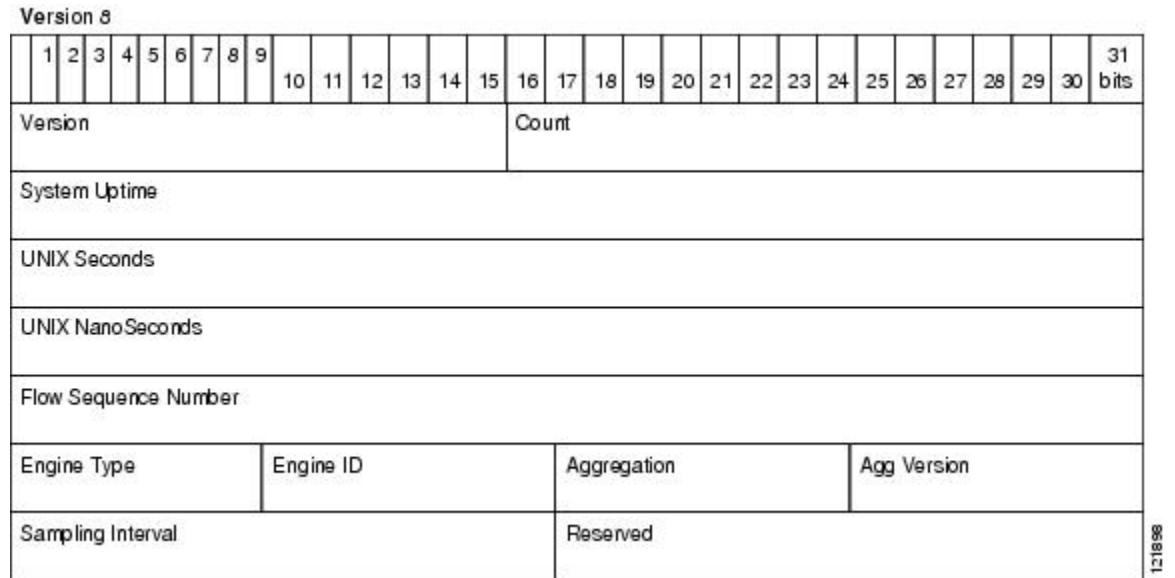 Version 8
1 2 3 4 5 6 7 8 9 10 11 12 13 14 15 16 17 18 19 20 21 22 23 24 25 26 27 28 29 30 31 bits
Version Count
System Uptime
UNIX Seconds
UNIX NanoSeconds
Flow Sequence Number
Engine Type Engine ID Aggregation Agg Version
Sampling Interval Reserved
121898